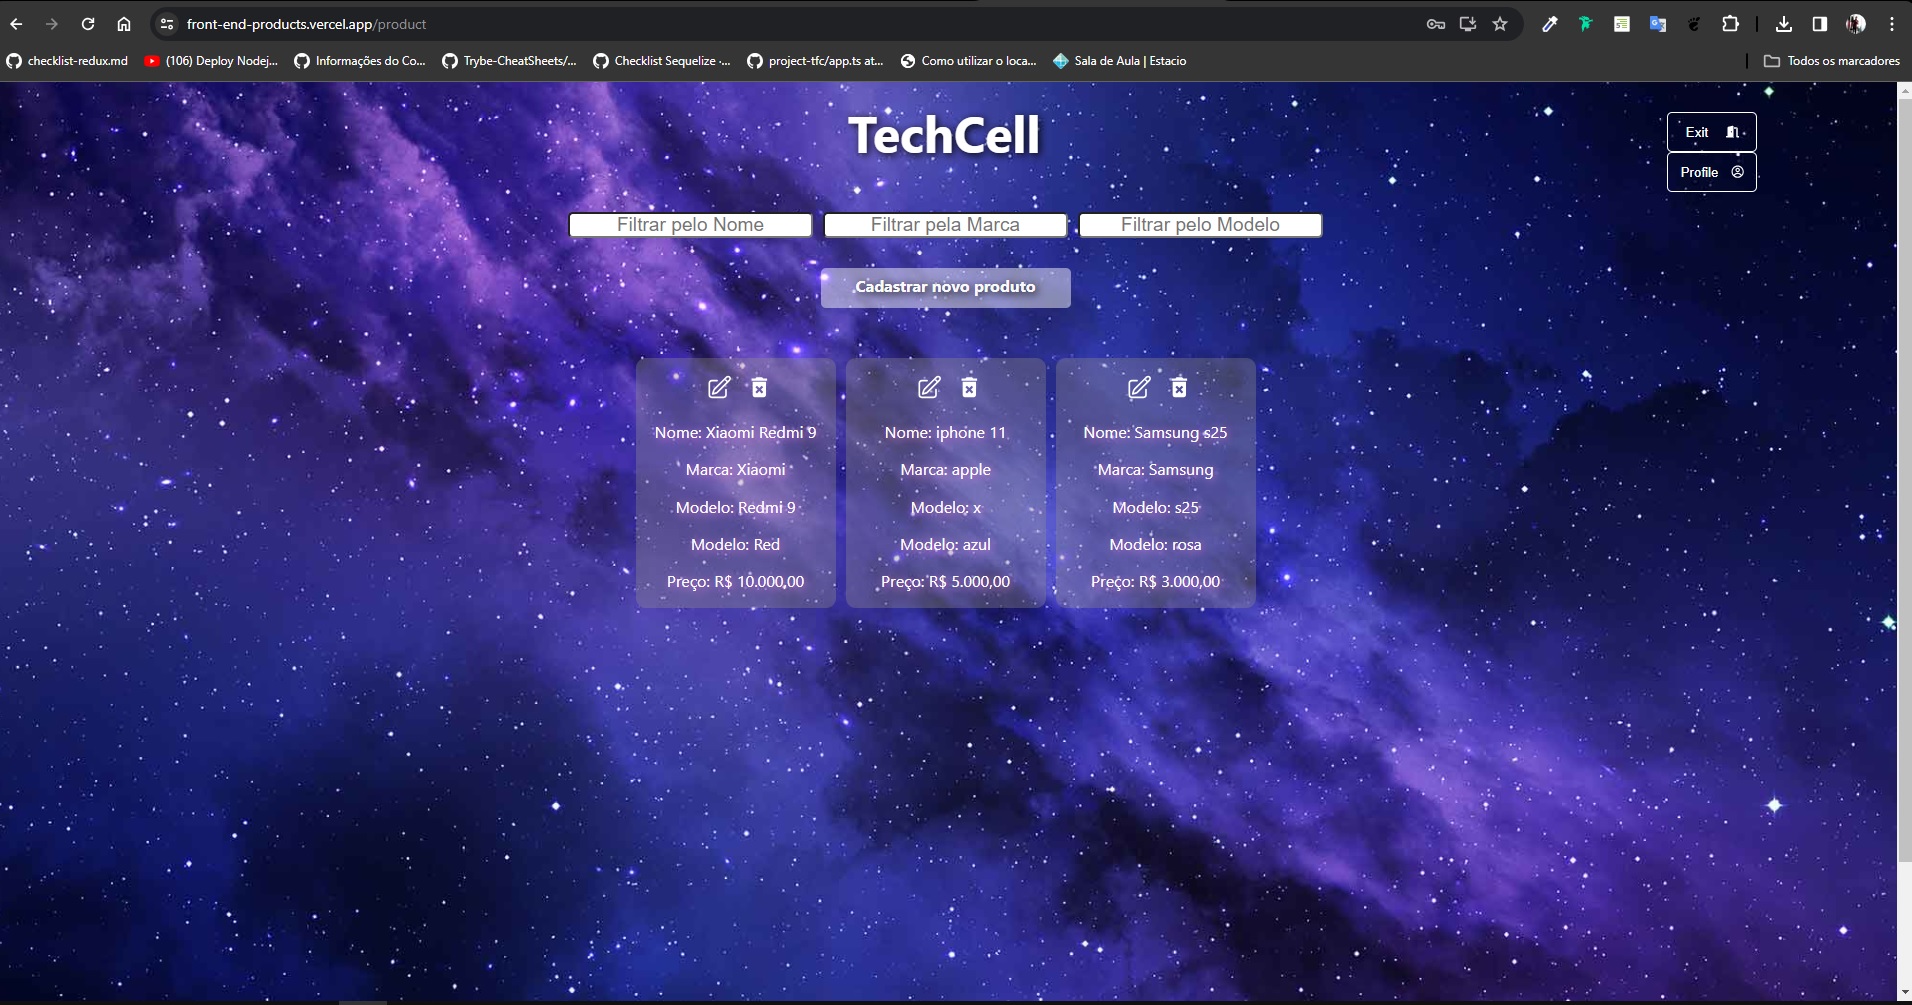 front-end-products.vercel.app/product
checklist-redux.md
(106) Deploy Nodej...
Informações do Co...
Trybe-CheatSheets/...
Checklist Sequelize ·...
project-tfc/app.ts at...
Como utilizar o loca...
Sala de Aula | Estacio
Todos os marcadores
TechCell
Exit
Profile
Filtrar pelo Nome
Filtrar pela Marca
Filtrar pelo Modelo
Cadastrar novo produto
Nome: Xiaomi Redmi 9
Marca: Xiaomi
Modelo: Redmi 9
Modelo: Red
Preço: R$ 10.000,00
Nome: iphone 11
Marca: apple
Modelo: x
Modelo: azul
Preço: R$ 5.000,00
Nome: Samsung s25
Marca: Samsung
Modelo: s25
Modelo: rosa
Preço: R$ 3.000,00